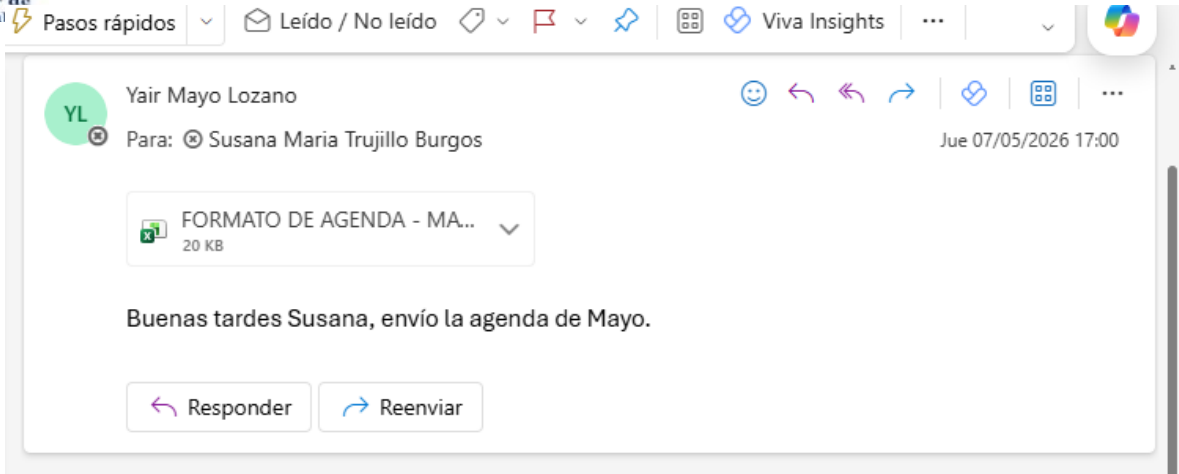 Pasos rápidos Leído / No leído Viva Insights ...
Yair Mayo Lozano
YL
Para: Susana Maria Trujillo Burgos
Jue 07/05/2026 17:00
FORMATO DE AGENDA - MA...
20 KB
Buenas tardes Susana, envío la agenda de Mayo.
Responder Reenviar